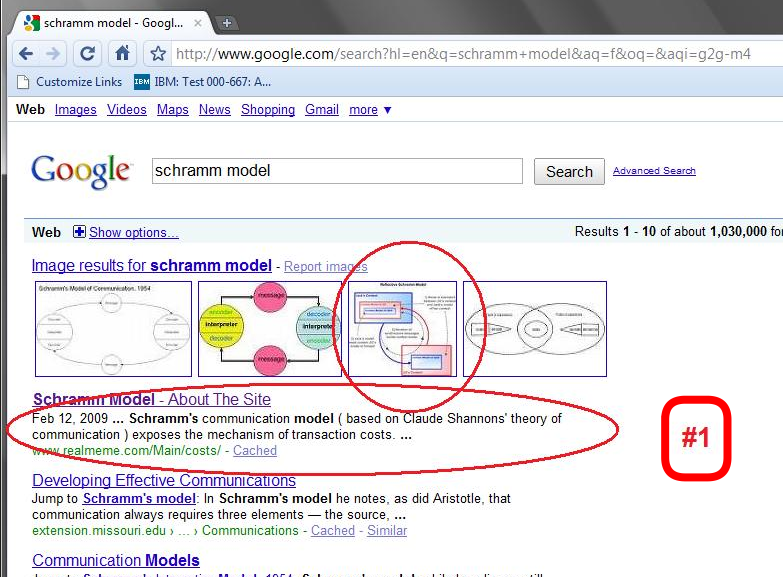 schramm model - Googl...
http://www.google.com/search?hl=en&q=schramm+model&aq=f&oq=&aqi=g2g-m4
Customize Links IBM IBM: Test 000-667: A...
Web Images Videos Maps News Shopping Gmail more ▼
Google schramm model Search Advanced Search
Web Show options... Results 1 - 10 of about 1,030,000 for
Image results for schramm model - Report images
Schramm's Model of Communication, 1954
message
encoder
interpreter
decoder
decoder
interprete
encoder
message
Reflective Schramm Model
Schramm Model - About The Site
Feb 12, 2009 ... Schramm's communication model ( based on Claude Shannons' theory of
communication ) exposes the mechanism of transaction costs. ...
www.realmeme.com/Main/costs/ - Cached
#1
Developing Effective Communications
Jump to Schramm's model: In Schramm's model he notes, as did Aristotle, that
communication always requires three elements — the source, ...
extension.missouri.edu › ... › Communications - Cached - Similar
Communication Models